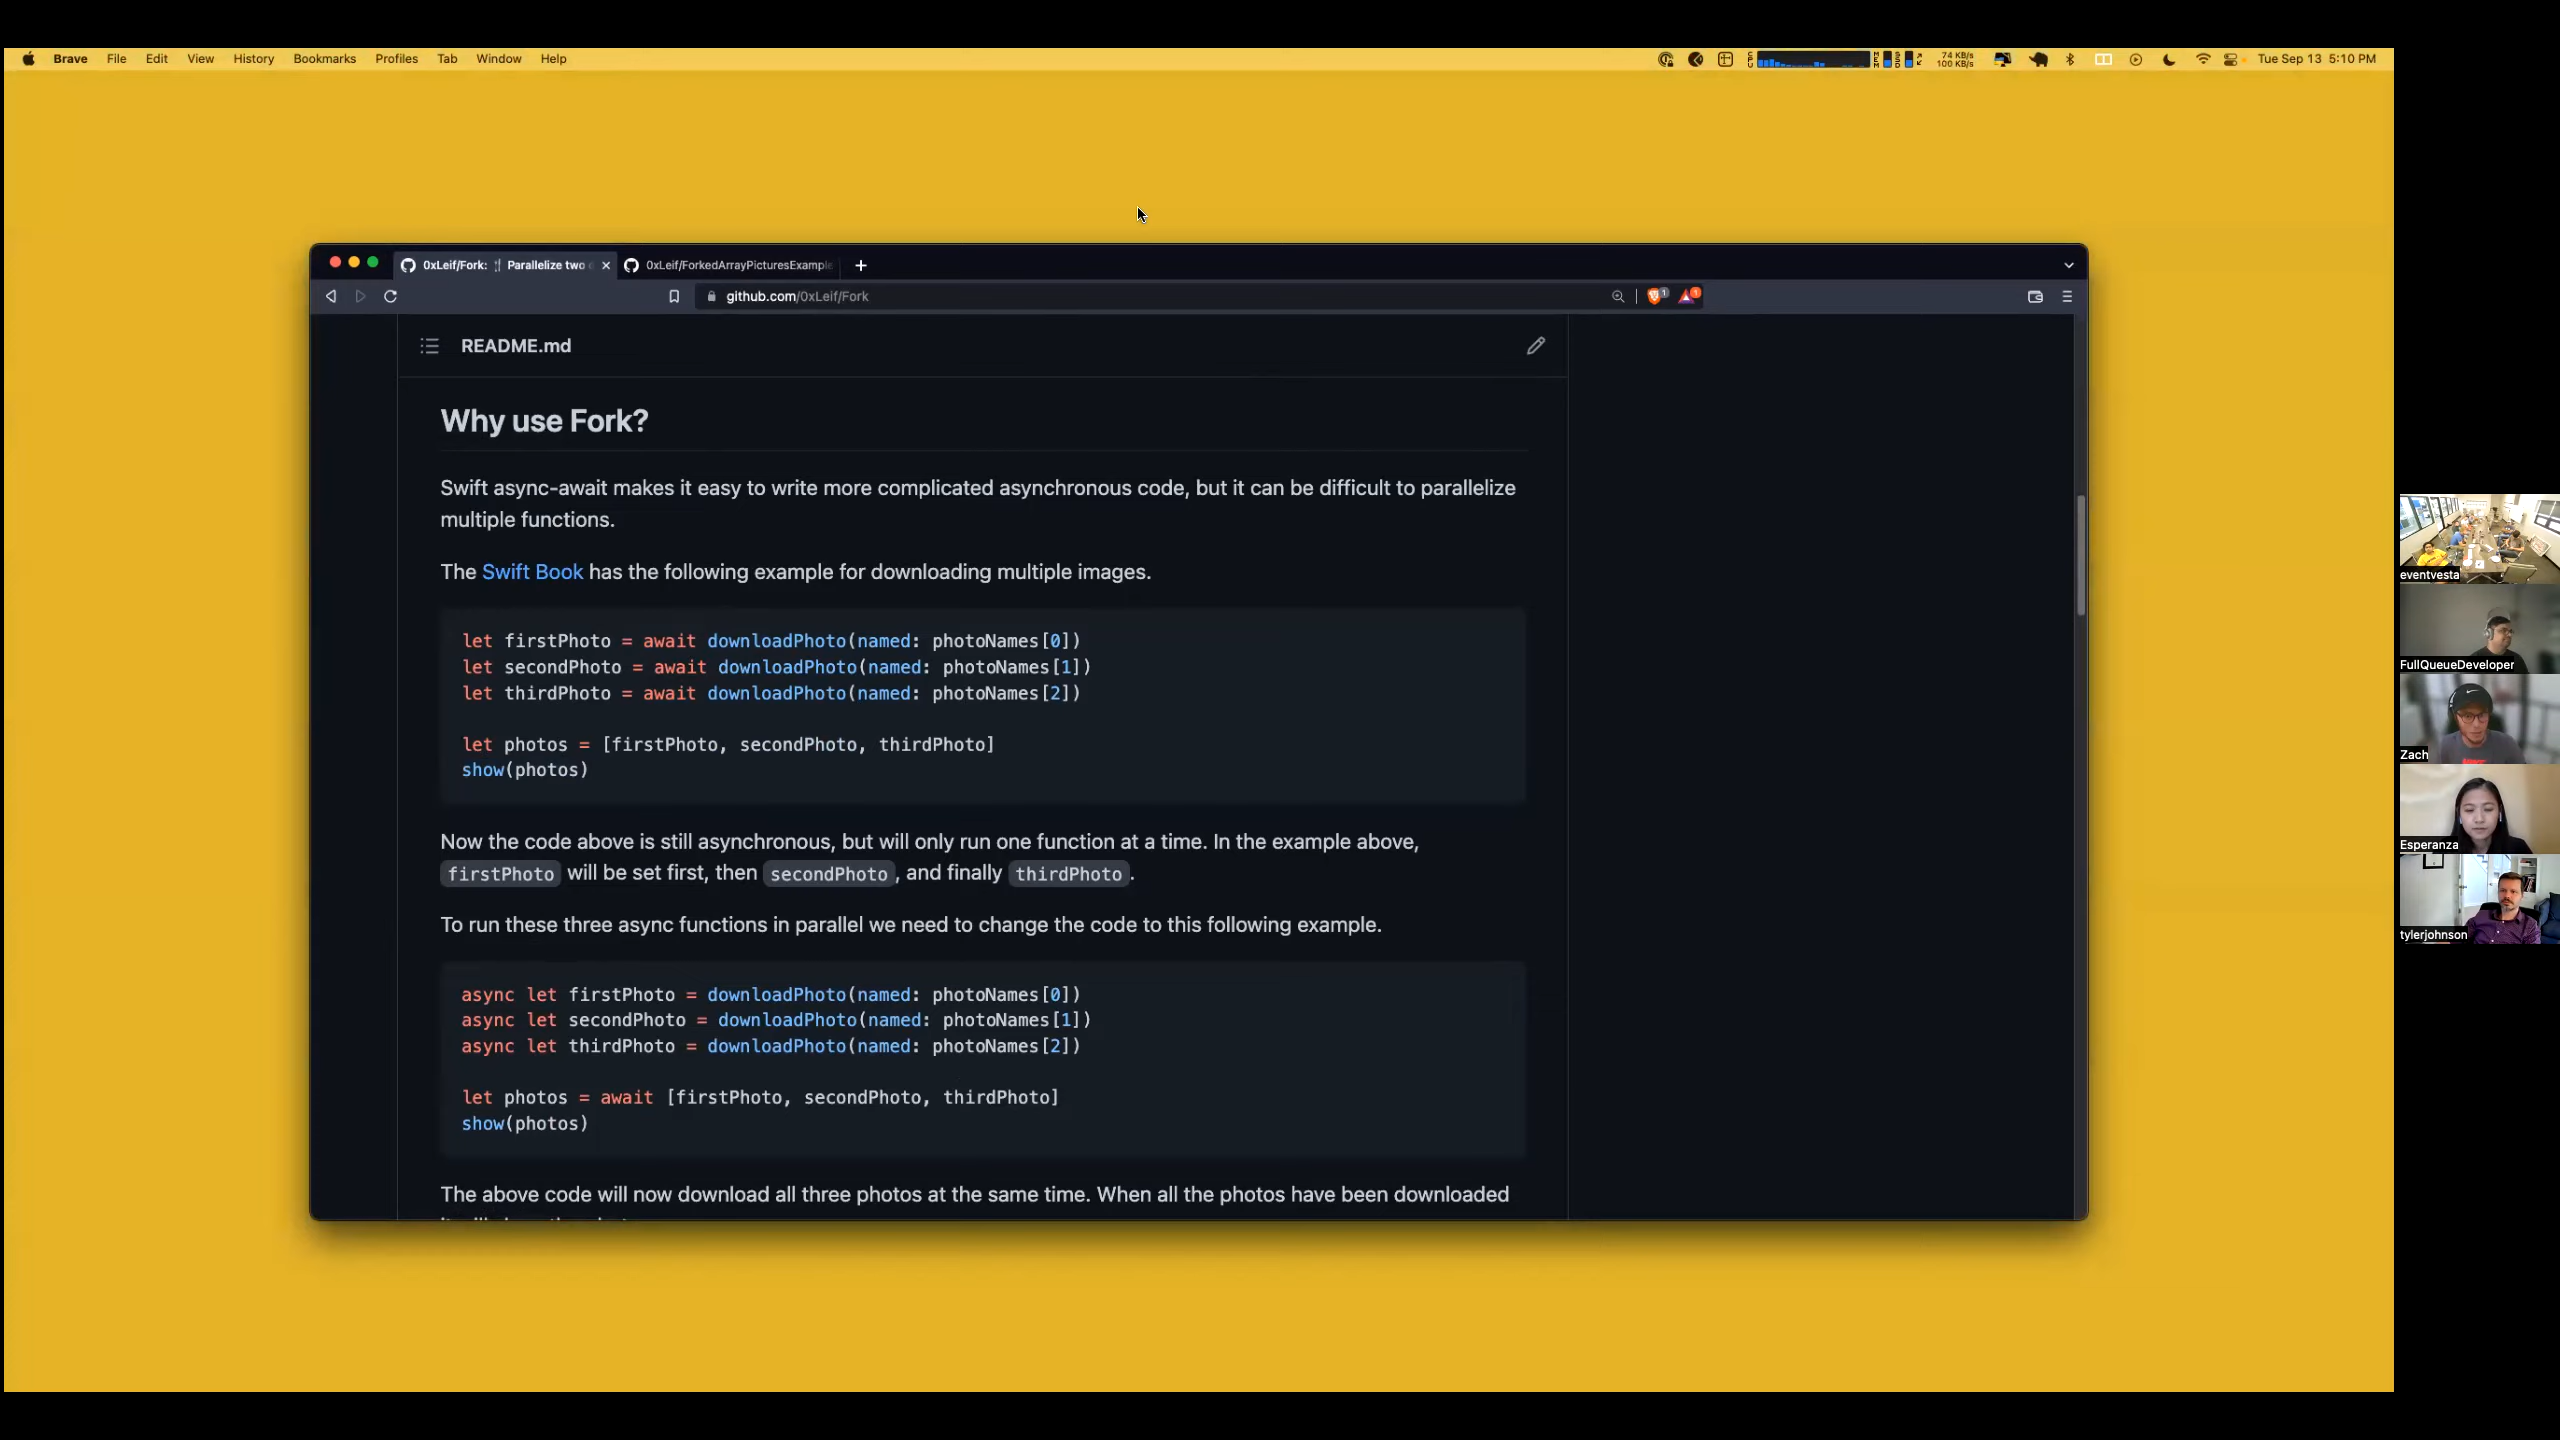 Brave File Edit View History Bookmarks Profiles Tab Window Help
74 KB/s
100 KB/s
Tue Sep 13 5:10 PM
0xLeif/Fork: Parallelize two
0xLeif/ForkedArrayPicturesExample
github.com/0xLeif/Fork
README.md
Why use Fork?
Swift async-await makes it easy to write more complicated asynchronous code, but it can be difficult to parallelize
multiple functions.
The Swift Book has the following example for downloading multiple images.
let firstPhoto = await downloadPhoto(named: photoNames[0])
let secondPhoto = await downloadPhoto(named: photoNames[1])
let thirdPhoto = await downloadPhoto(named: photoNames[2])
let photos = [firstPhoto, secondPhoto, thirdPhoto]
show(photos)
Now the code above is still asynchronous, but will only run one function at a time. In the example above,
firstPhoto will be set first, then secondPhoto, and finally thirdPhoto.
To run these three async functions in parallel we need to change the code to this following example.
async let firstPhoto = downloadPhoto(named: photoNames[0])
async let secondPhoto = downloadPhoto(named: photoNames[1])
async let thirdPhoto = downloadPhoto(named: photoNames[2])
let photos = await [firstPhoto, secondPhoto, thirdPhoto]
show(photos)
The above code will now download all three photos at the same time. When all the photos have been downloaded
eventvesta
FullQueueDeveloper
Zach
Esperanza
tylerjohnson